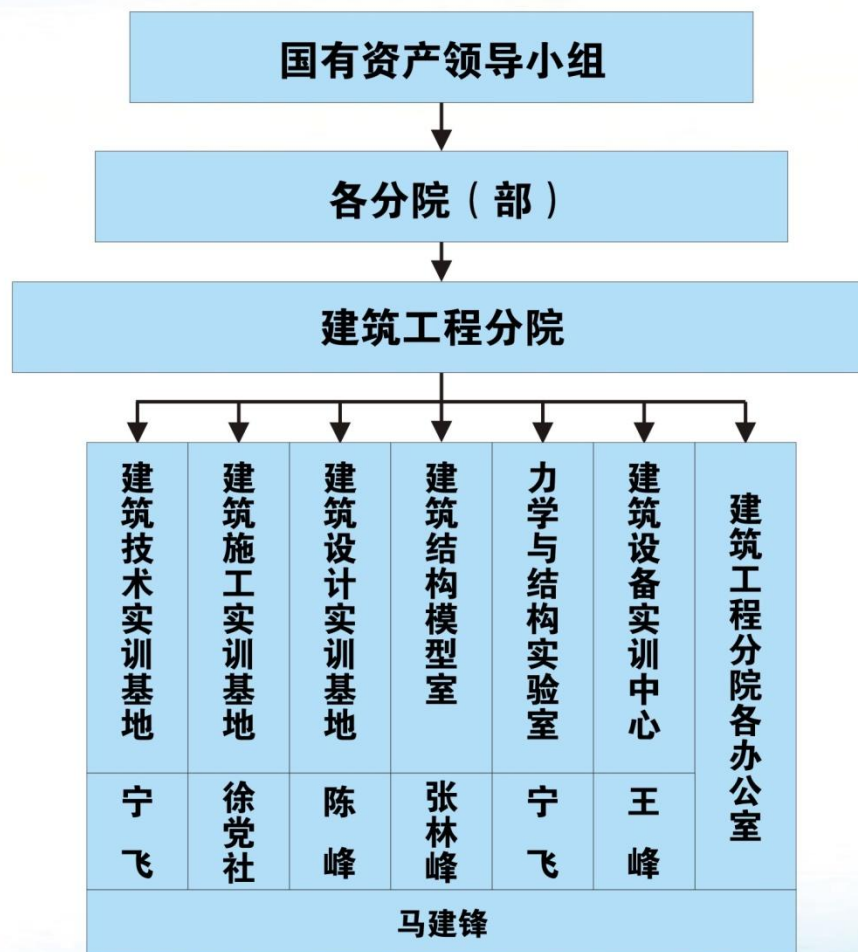 国有资产领导小组
各分院（部）
建筑工程分院
建筑技术实训基地
建筑施工实训基地
建筑设计实训基地
建筑结构模型室
力学与结构实验室
建筑设备实训中心
建筑工程分院各办公室
宁飞
徐党社
陈峰
张林峰
宁飞
王峰
马建锋